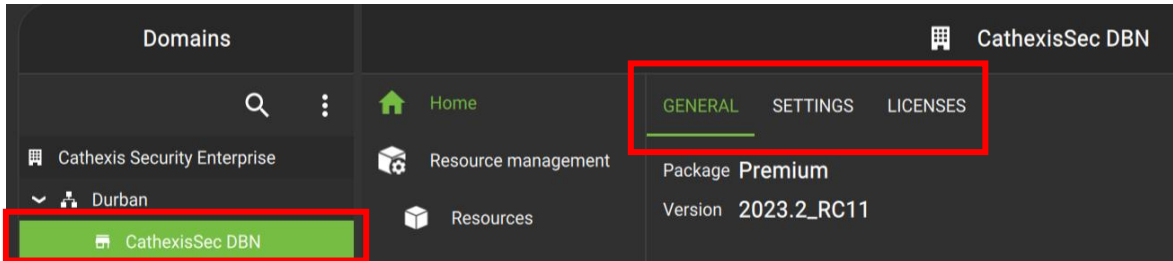 Domains
CathexisSec DBN
Home
GENERAL SETTINGS LICENSES
Cathexis Security Enterprise
Resource management
Package Premium
Durban
Resources
Version 2023.2_RC11
CathexisSec DBN